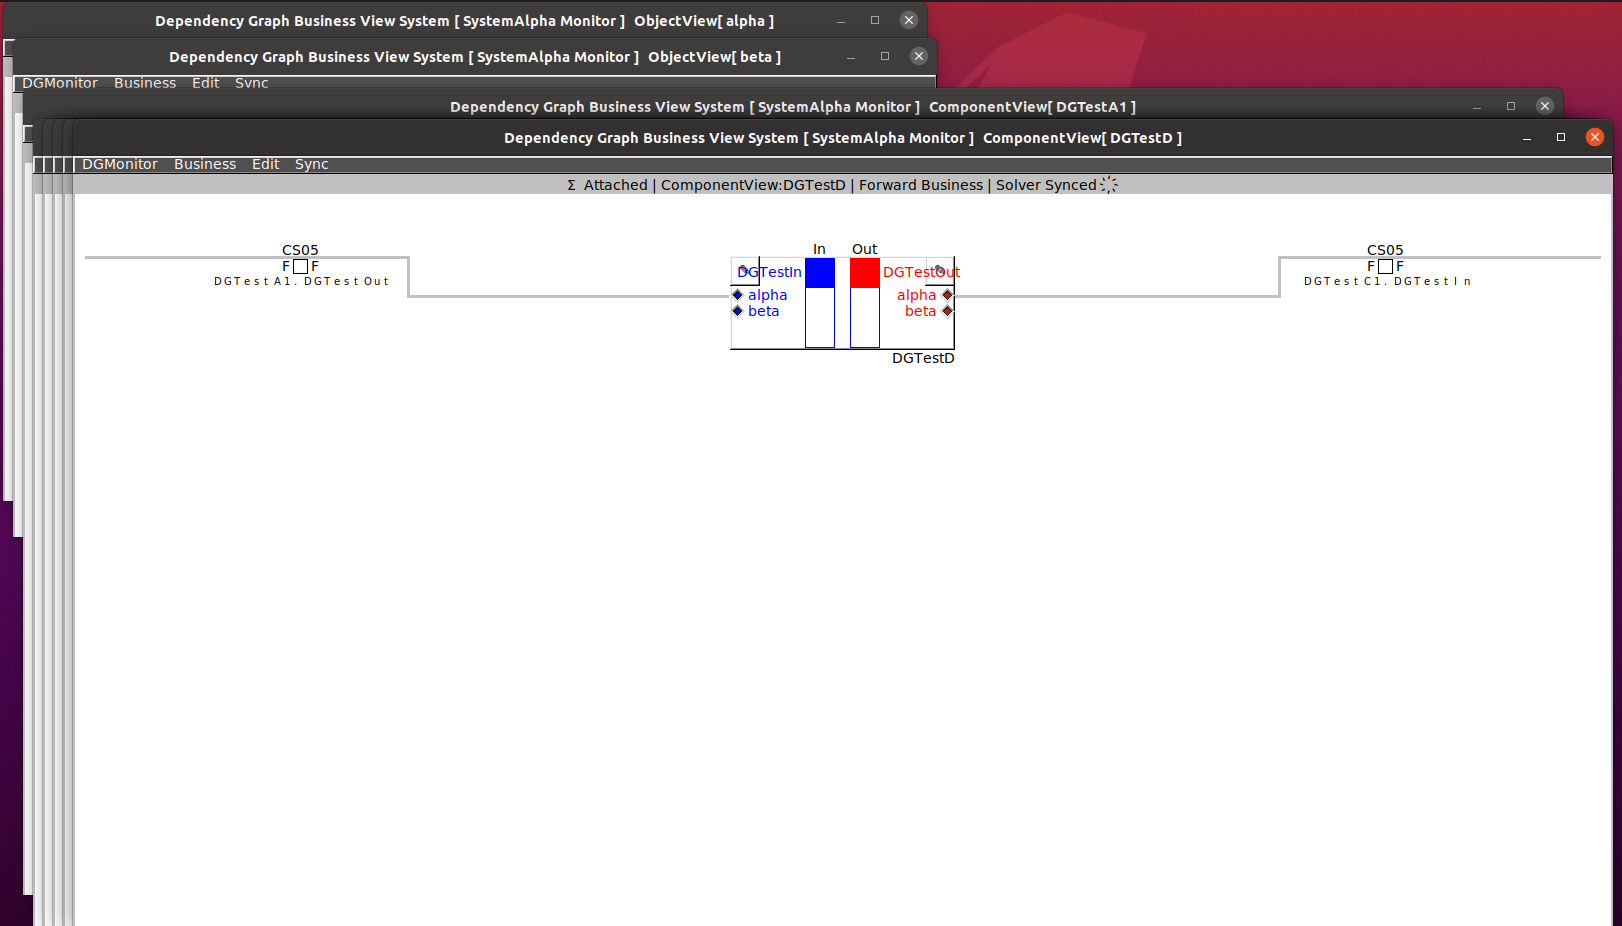 Dependency Graph Business View System [ SystemAlpha Monitor ] ObjectView[ alpha ]
Dependency Graph Business View System [ SystemAlpha Monitor ] ObjectView[ beta ]
DGMonitor Business Edit Sync
Dependency Graph Business View System [ SystemAlpha Monitor ] ComponentView[ DGTestA1 ]
Dependency Graph Business View System [ SystemAlpha Monitor ] ComponentView[ DGTestD ]
DGMonitor Business Edit Sync
Σ Attached | ComponentView:DGTestD | Forward Business | Solver Synced
In Out
CS05 CS05
F F F F
DGTestIn DGTestOut
DGTestA1.DGTestOut DGTestC1.DGTestIn
alpha alpha
beta beta
DGTestD